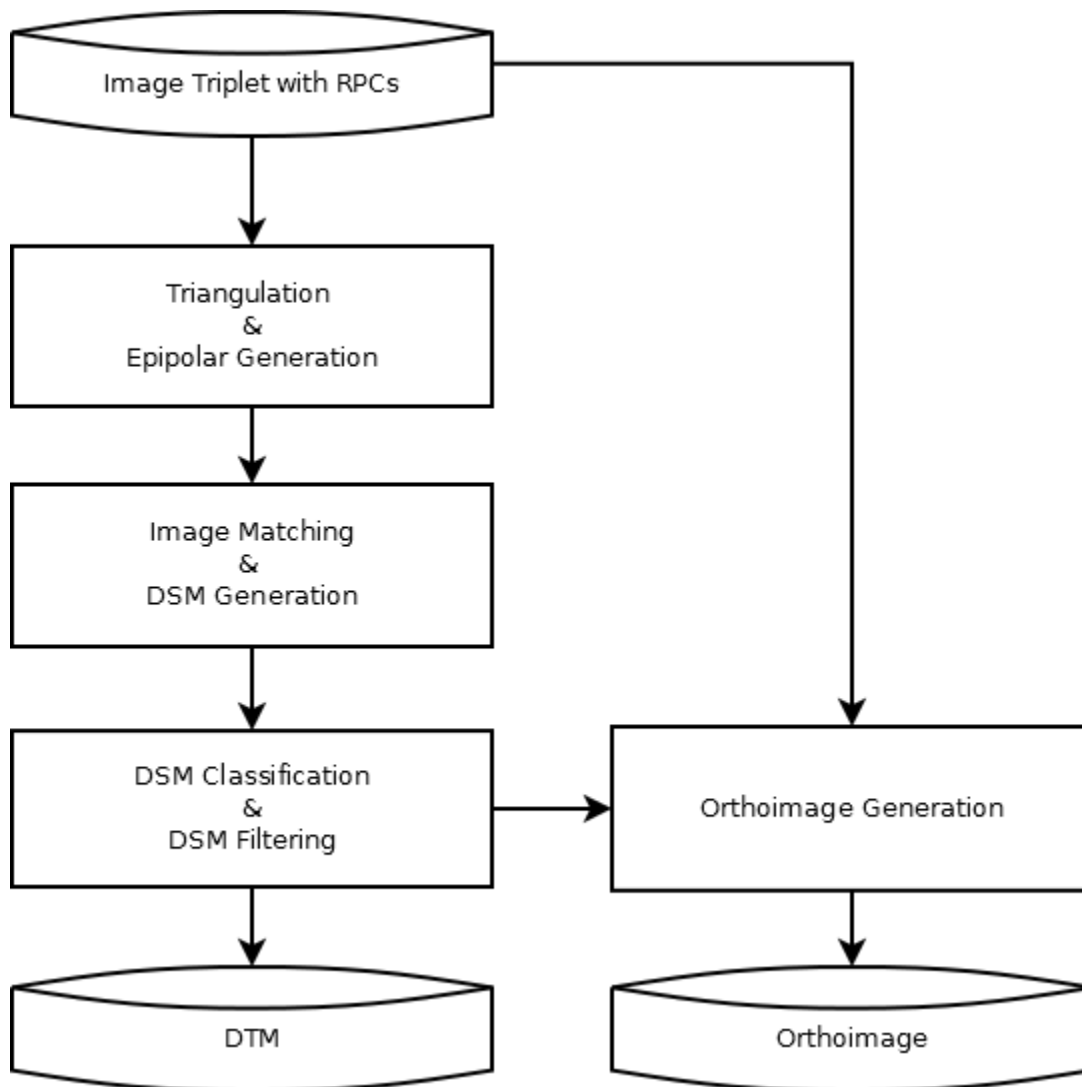 Image Triplet with RPCs
Triangulation
&
Epipolar Generation
Image Matching
&
DSM Generation
DSM Classification
&
DSM Filtering
Orthoimage Generation
DTM
Orthoimage